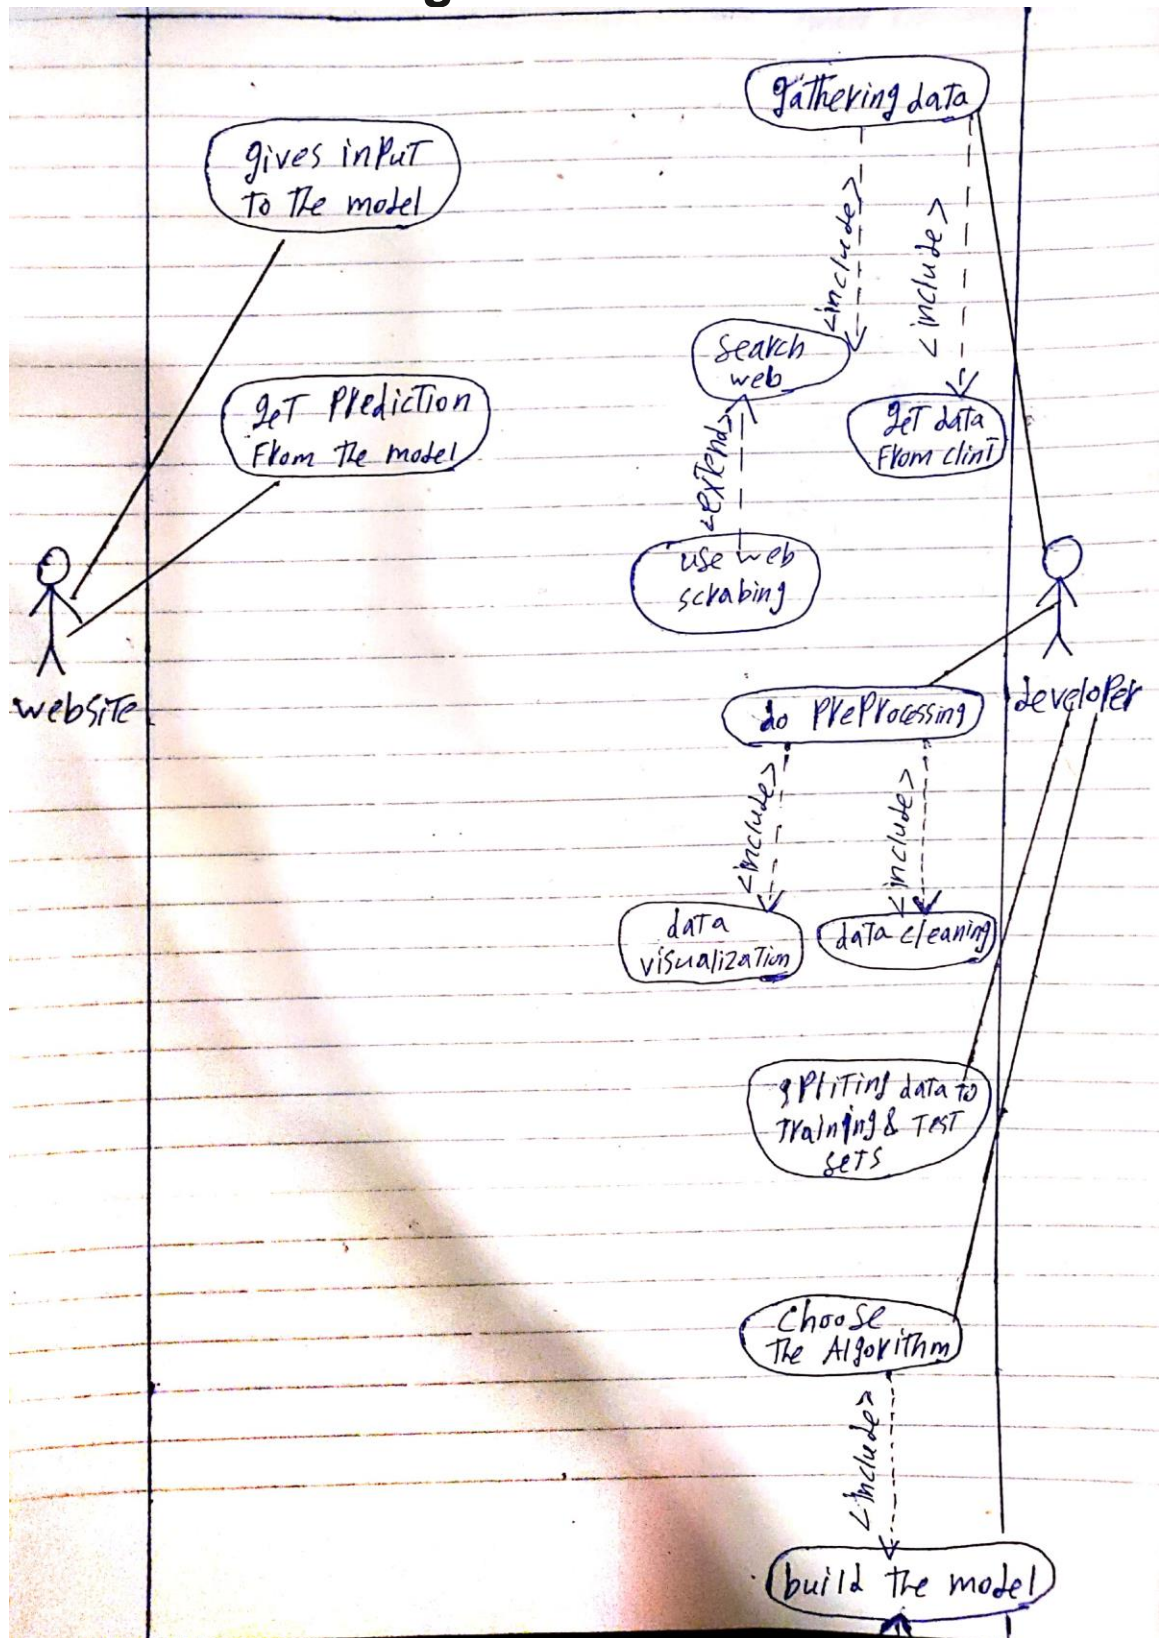 gathering data
gives input
to the model
<include>
<include>
search
web
get prediction
From the model
get data
From clint
<extend>
use web
scrabing
website
do preprocessing
developer
<include>
<include>
data
visualization
data cleaning
spliting data to
training & test
sets
choose
the Algorithm
<include>
build the model